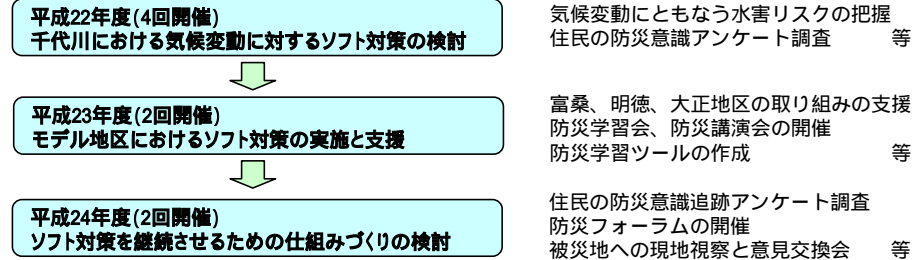 平成22年度(4回開催)
千代川における気候変動に対するソフト対策の検討
気候変動にともなう水害リスクの把握
住民の防災意識アンケート調査　　　等
平成23年度(2回開催)
モデル地区におけるソフト対策の実施と支援
富桑、明徳、大正地区の取り組みの支援
防災学習会、防災講演会の開催
防災学習ツールの作成　　　等
平成24年度(2回開催)
ソフト対策を継続させるための仕組みづくりの検討
住民の防災意識追跡アンケート調査
防災フォーラムの開催
被災地への現地視察と意見交換会　　　等